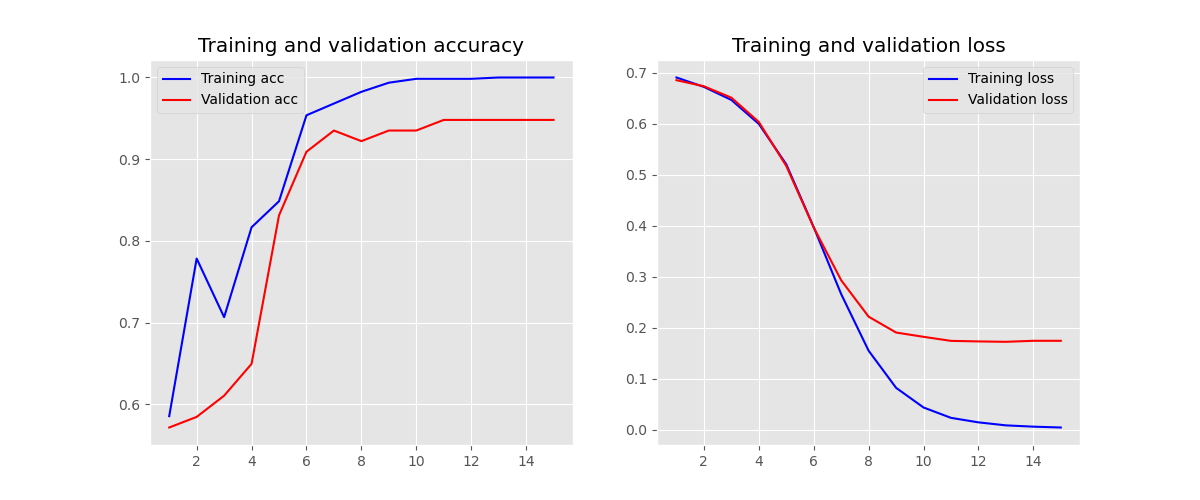 Training and validation accuracy
Training acc
Validation acc
1.0
0.9
0.8
0.7
0.6
2 4 6 8 10 12 14
Training and validation loss
Training loss
Validation loss
0.7
0.6
0.5
0.4
0.3
0.2
0.1
0.0
2 4 6 8 10 12 14